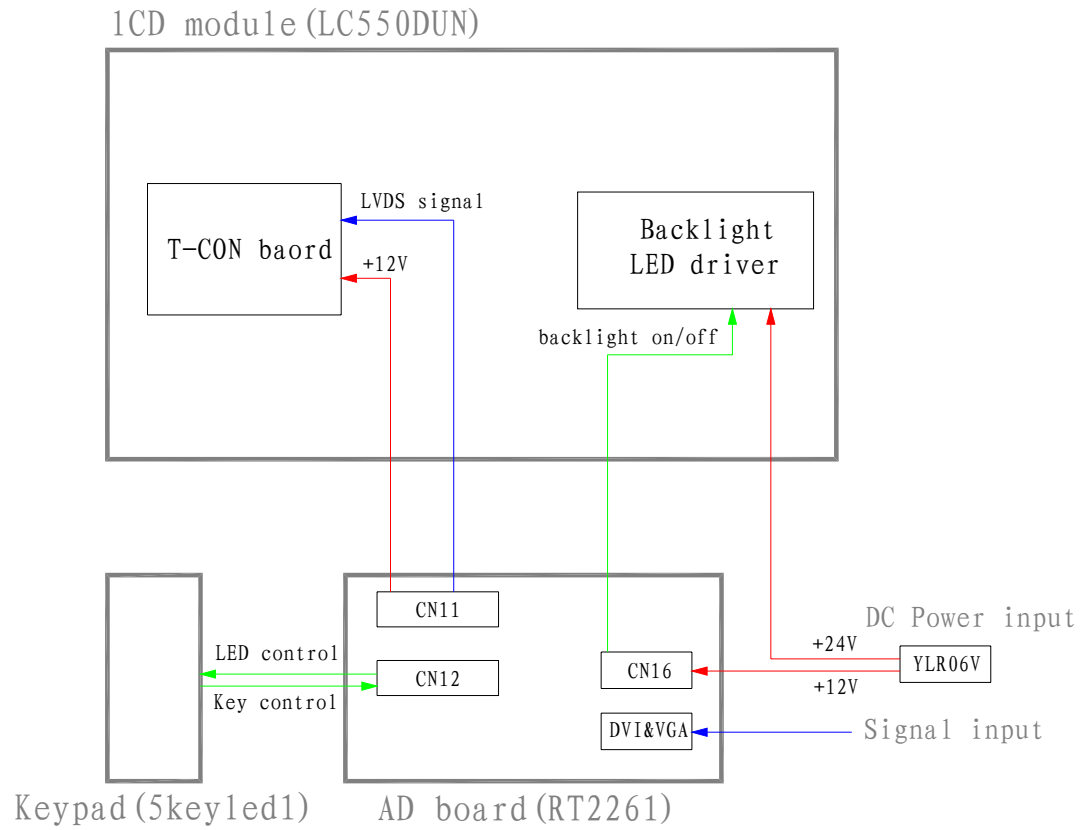 1CD module(LC550DUN)
LVDS signal
T-CON baord
+12V
Backlight
LED driver
backlight on/off
CN11
LED control
CN12
Key control
CN16
DVI&VGA
DC Power input
+24V
YLR06V
+12V
Signal input
Keypad(5keyled1)
AD board(RT2261)